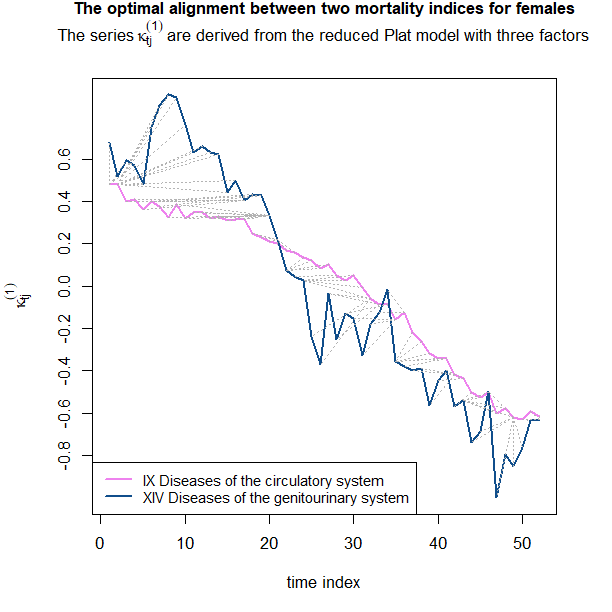 The optimal alignment between two mortality indices for females
The series κtj(1) are derived from the reduced Plat model with three factors
κtj(1)
0.6
0.4
0.2
0.0
-0.2
-0.4
-0.6
-0.8
IX Diseases of the circulatory system
XIV Diseases of the genitourinary system
0 10 20 30 40 50
time index